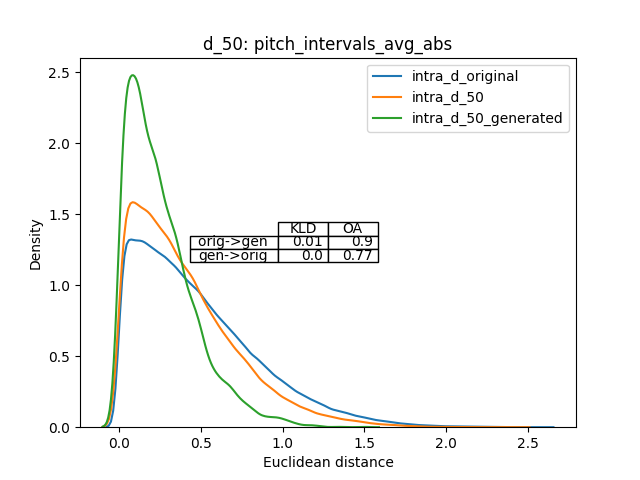 d_50: pitch_intervals_avg_abs
intra_d_original
intra_d_50
intra_d_50_generated
KLD OA
orig->gen 0.01 0.9
gen->orig 0.0 0.77
Density
2.5
2.0
1.5
1.0
0.5
0.0
0.0 0.5 1.0 1.5 2.0 2.5
Euclidean distance